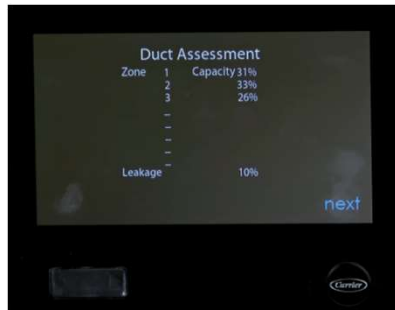 Duct Assessment
Zone 1 Capacity 31%
2 33%
3 26%
–
–
–
–
–
Leakage 10%
next
Carrier